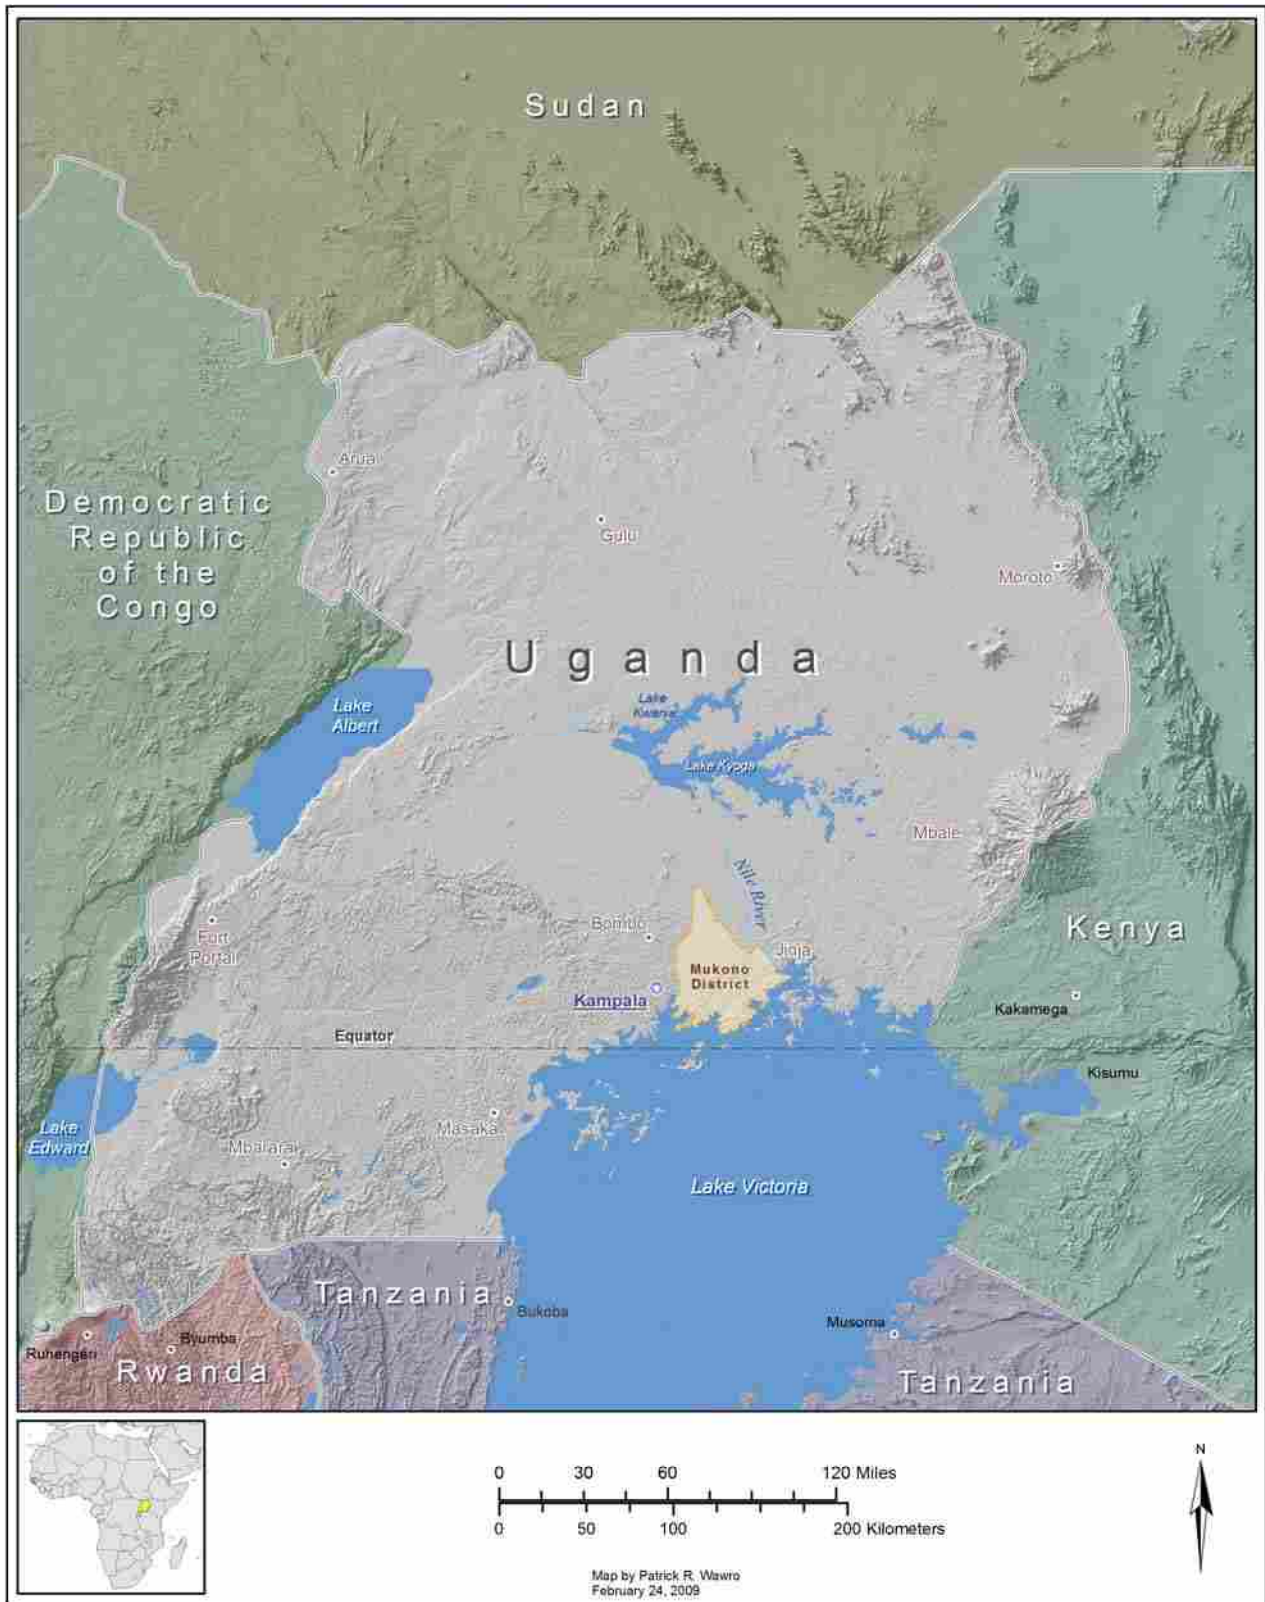 Sudan
Arua
Democratic
Republic
of the
Congo
Gulu
Moroto
Uganda
Lake
Albert
Lake
Kwania
Lake Kyoga
Mbale
Nile River
Fort
Portal
Bombo
Jinja
Kenya
Mukono
District
Kampala
Kakamega
Equator
Kisumu
Lake
Edward
Masaka
Mbarara
Lake Victoria
Tanzania
Bukoba
Musoma
Ruhengeri
Byumba
Rwanda
Tanzania
0 30 60 120 Miles
0 50 100 200 Kilometers
N
Map by Patrick R. Wawro
February 24, 2009